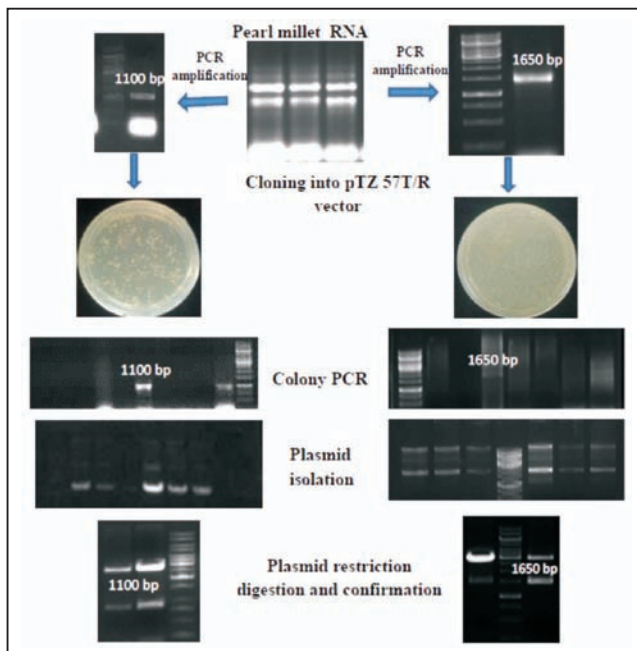 Pearl millet RNA
PCR
amplification
1100 bp
PCR
amplification
1650 bp
Cloning into pTZ 57T/R
vector
1100 bp
Colony PCR
1650 bp
Plasmid
isolation
1100 bp
Plasmid restriction
digestion and confirmation
1650 bp